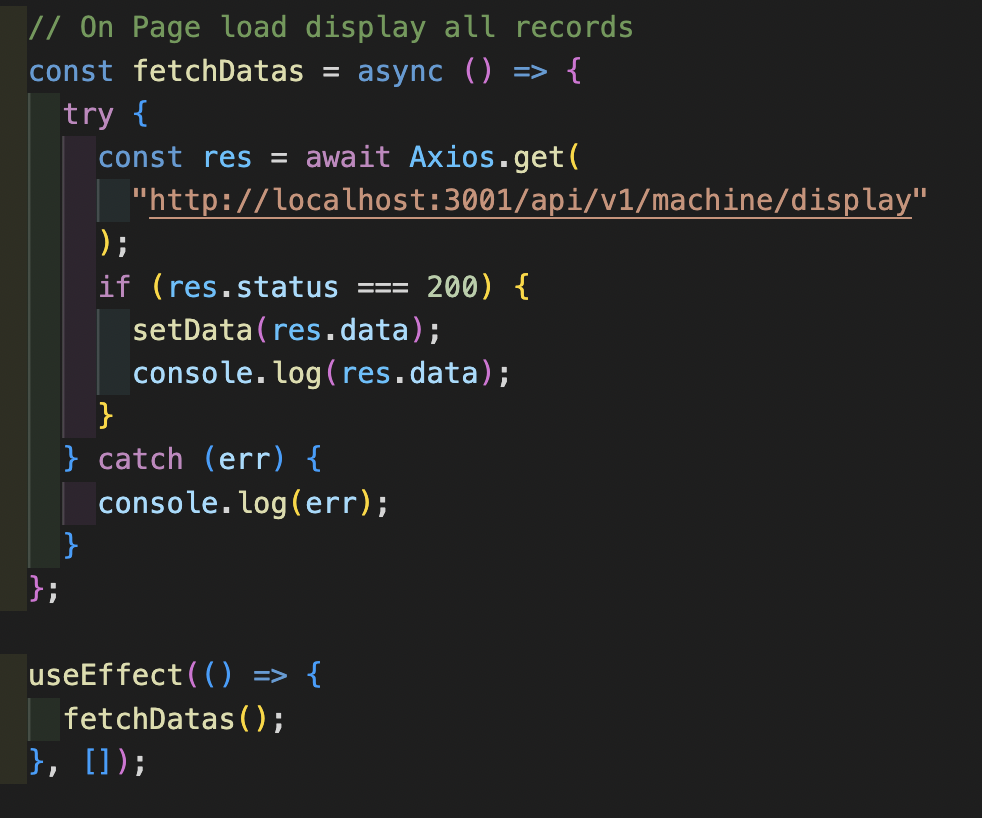 // On Page load display all records
const fetchDatas = async () => {
try {
const res = await Axios.get(
"http://localhost:3001/api/v1/machine/display"
);
if (res.status === 200) {
setData(res.data);
console.log(res.data);
}
} catch (err) {
console.log(err);
}
};
useEffect(() => {
fetchDatas();
}, []);